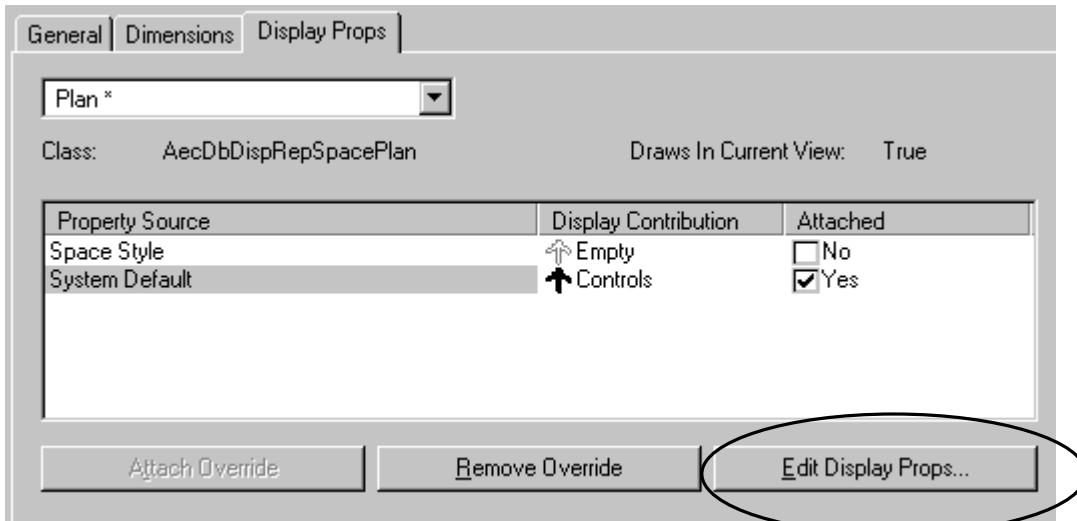 General Dimensions Display Props
Plan *
Class: AecDbDispRepSpacePlan Draws In Current View: True
Property Source Display Contribution Attached
Space Style Empty No
System Default Controls Yes
Attach Override Remove Override Edit Display Props...